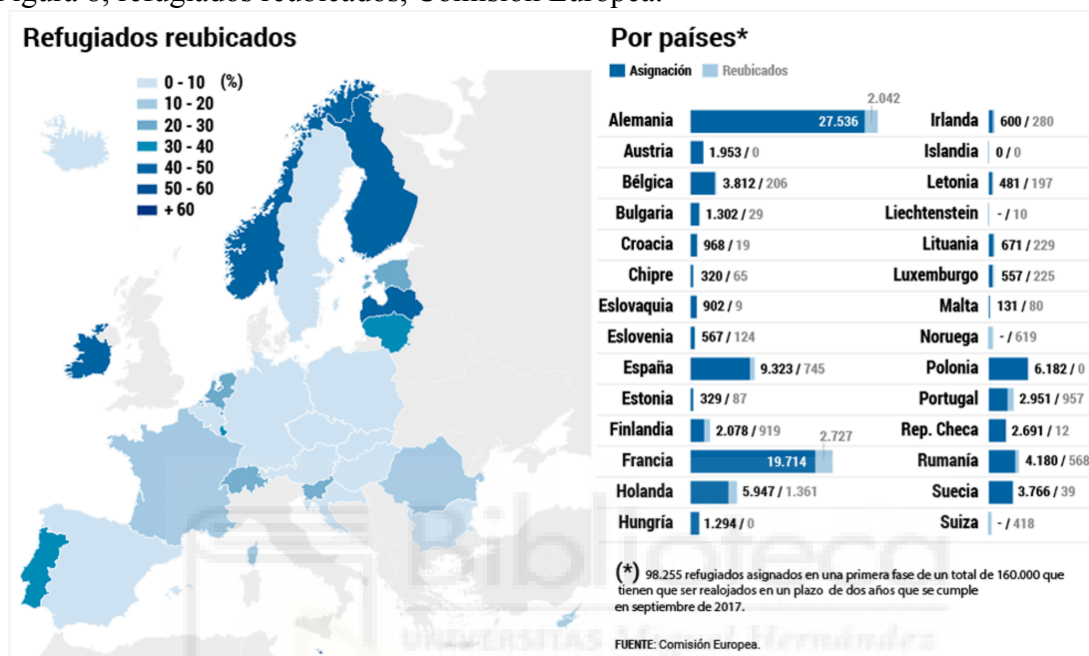 Figura 6, refugiados reubicados, Comisión Europea.
Refugiados reubicados
0 - 10 (%)
10 - 20
20 - 30
30 - 40
40 - 50
50 - 60
+ 60
Por países*
Asignación Reubicados
Alemania 27.536 2.042
Austria 1.953 / 0
Bélgica 3.812 / 206
Bulgaria 1.302 / 29
Croacia 968 / 19
Chipre 320 / 65
Eslovaquia 902 / 9
Eslovenia 567 / 124
España 9.323 / 745
Estonia 329 / 87
Finlandia 2.078 / 919
Francia 19.714 2.727
Holanda 5.947 / 1.361
Hungría 1.294 / 0
Irlanda 600 / 280
Islandia 0 / 0
Letonia 481 / 197
Liechtenstein - / 10
Lituania 671 / 229
Luxemburgo 557 / 225
Malta 131 / 80
Noruega - / 619
Polonia 6.182 / 0
Portugal 2.951 / 957
Rep. Checa 2.691 / 12
Rumanía 4.180 / 568
Suecia 3.766 / 39
Suiza - / 418
(*) 98.255 refugiados asignados en una primera fase de un total de 160.000 que
tienen que ser realojados en un plazo de dos años que se cumple
en septiembre de 2017.
FUENTE: Comisión Europea.
Biblioteca
UNIVERSITAS Miguel Hernández